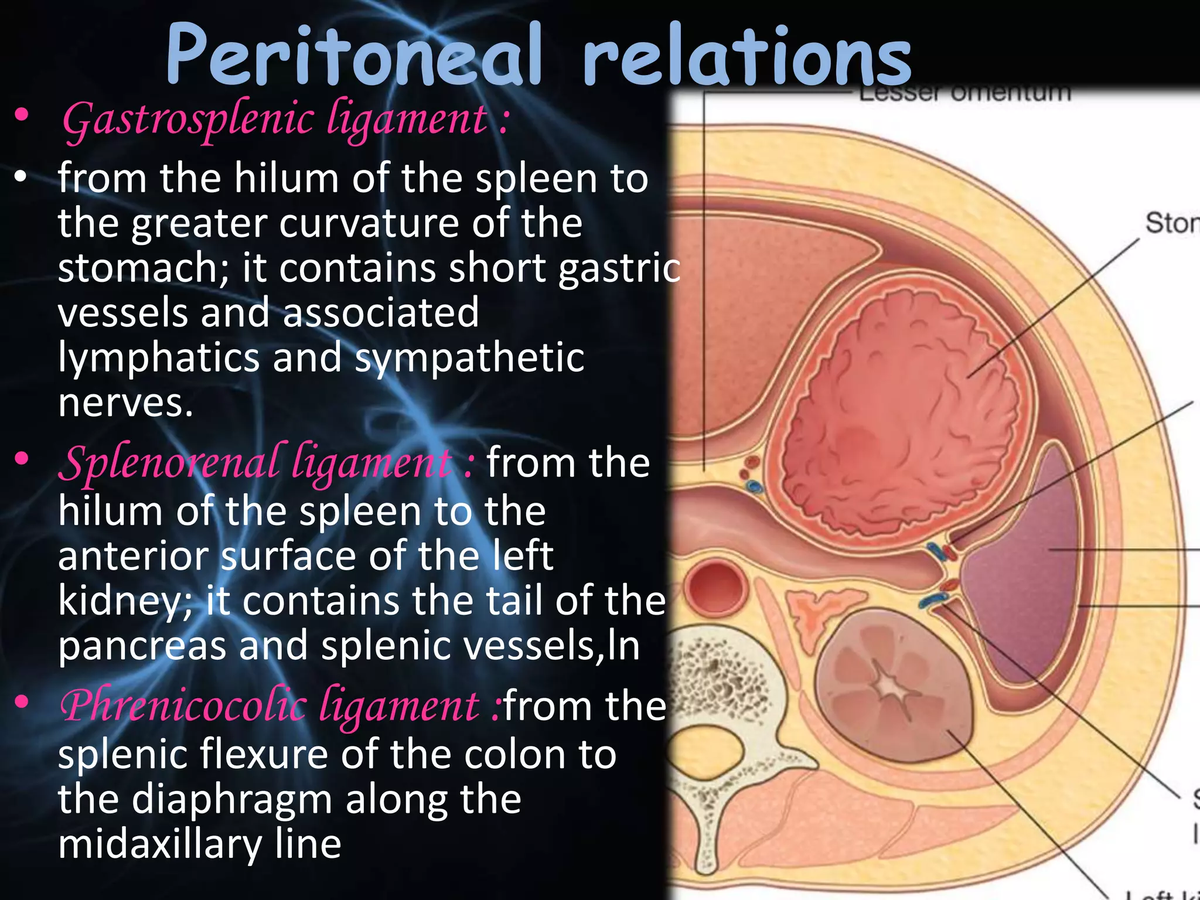 Peritoneal relations
• Gastrosplenic ligament :
• from the hilum of the spleen to
the greater curvature of the
stomach; it contains short gastric
vessels and associated
lymphatics and sympathetic
nerves.
• Splenorenal ligament : from the
hilum of the spleen to the
anterior surface of the left
kidney; it contains the tail of the
pancreas and splenic vessels,ln
• Phrenicocolic ligament :from the
splenic flexure of the colon to
the diaphragm along the
midaxillary line
Lesser omentum
Left